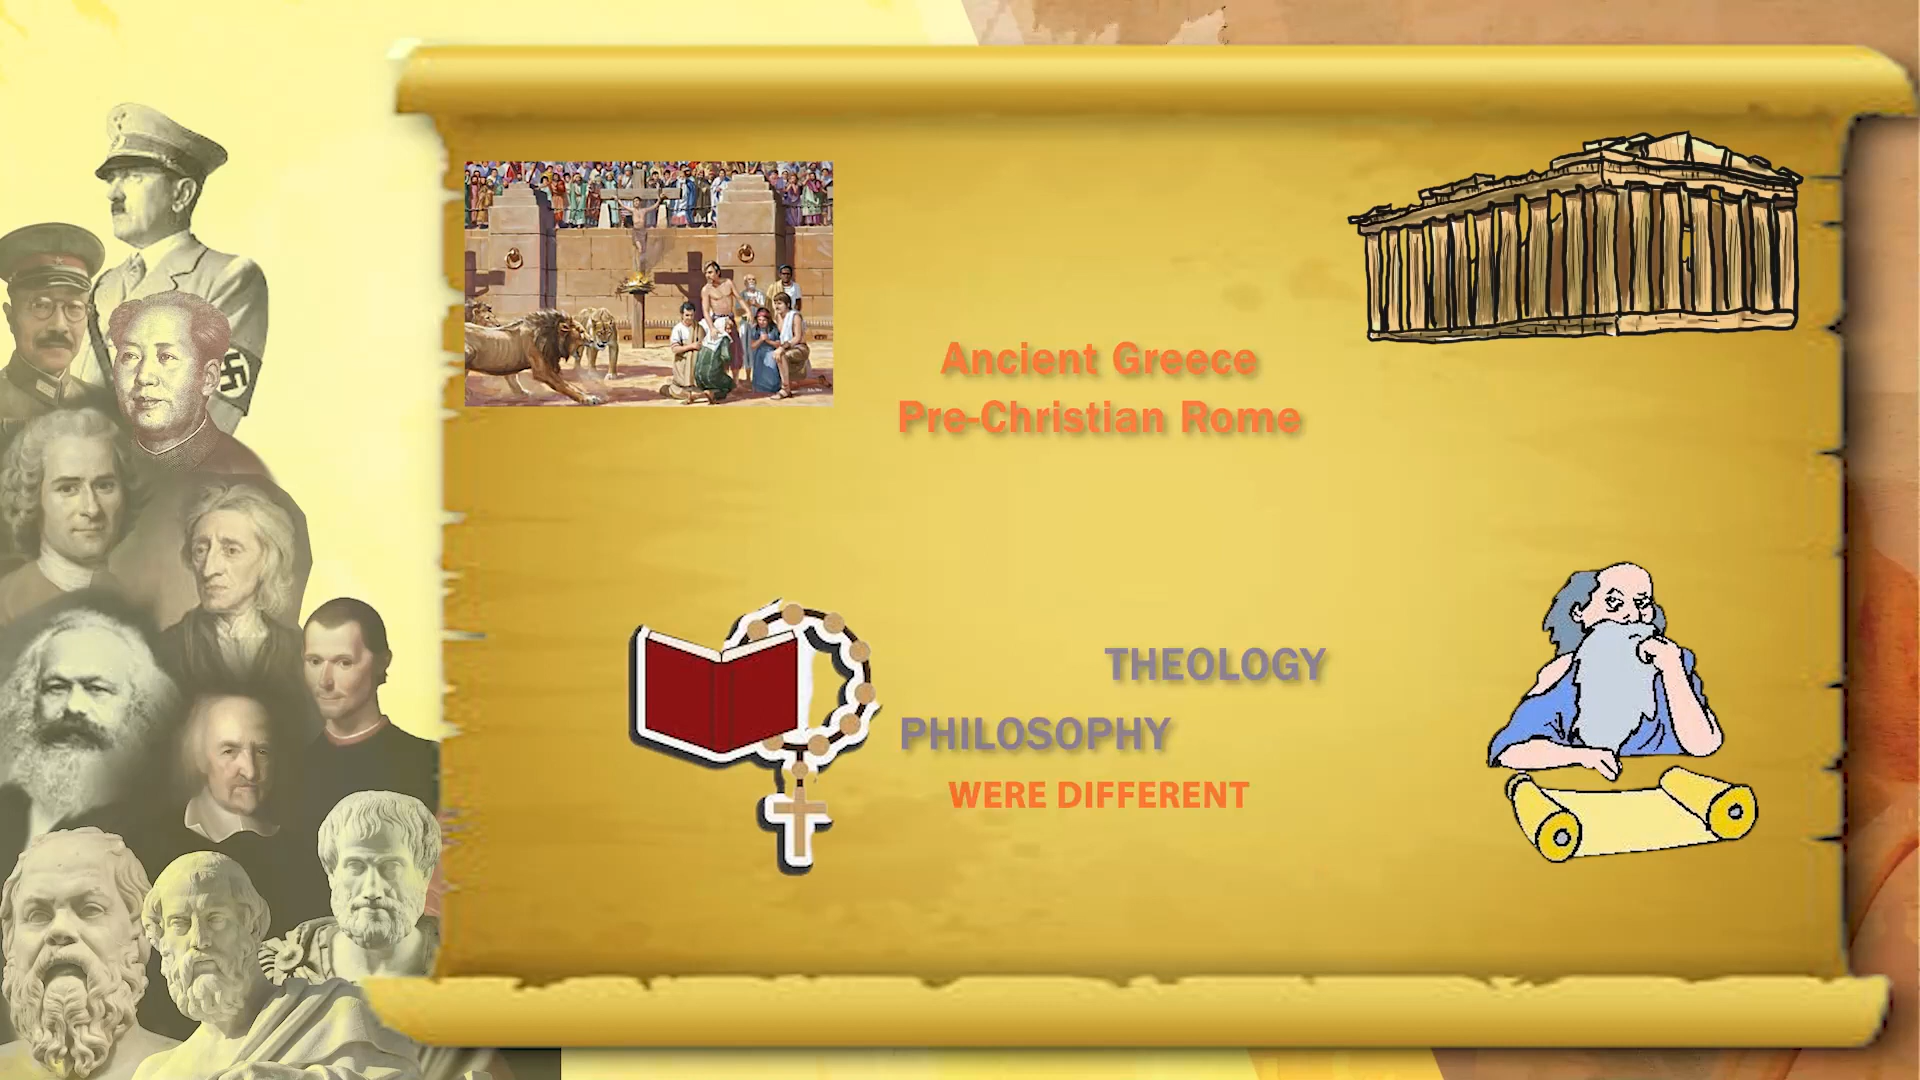 Ancient Greece
Pre-Christian Rome
THEOLOGY
PHILOSOPHY
WERE DIFFERENT